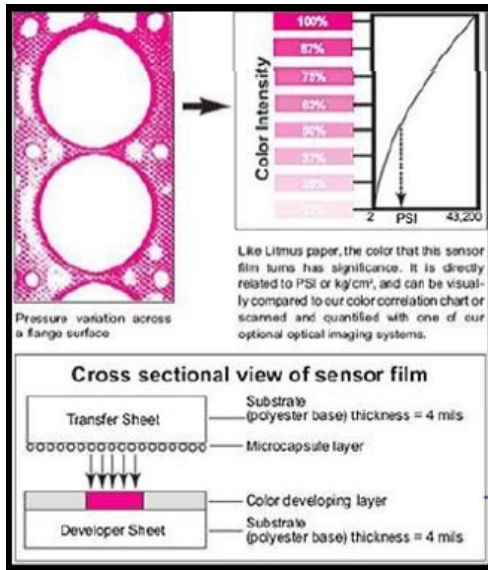 100%
87%
75%
62%
50%
37%
25%
Color Intensity
2 PSI 43,200
Pressure variation across
a flange surface
Like Litmus paper, the color that this sensor
film turns has significance. It is directly
related to PSI or kg/cm², and can be visual-
ly compared to our color correlation chart or
scanned and quantified with one of our
optional optical imaging systems.
Cross sectional view of sensor film
Transfer Sheet
Substrate
(polyester base) thickness = 4 mils
Microcapsule layer
Color developing layer
Developer Sheet
Substrate
(polyester base) thickness = 4 mils